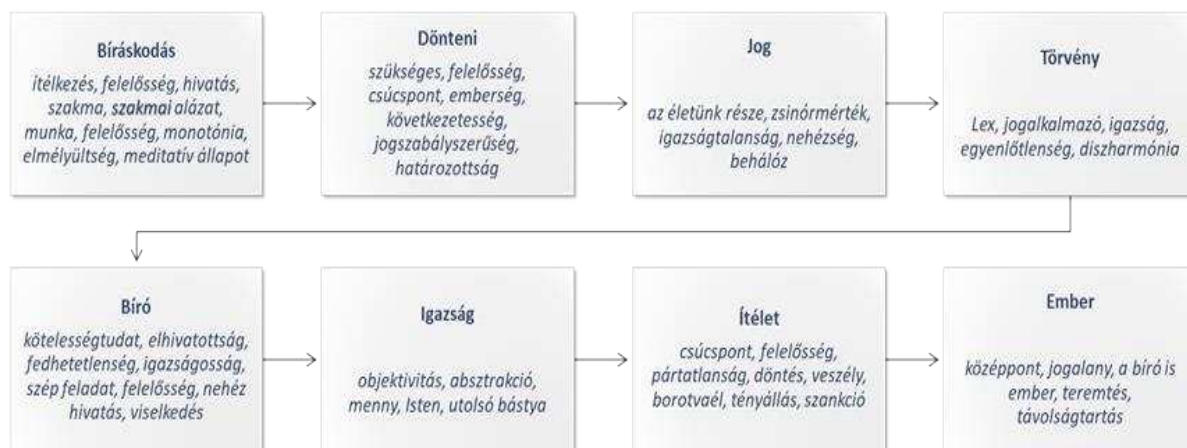 Bíráskodás
ítélkezés, felelősség, hivatás,
szakma, szakmai alázat,
munka, felelősség, monotónia,
elmélyültség, meditatív állapot
Dönteni
szükséges, felelősség,
csúcspont, emberség,
következetesség,
jogszabályszerűség,
határozottság
Jog
az életünk része, zsinórmérték,
igazságtalanság, nehézség,
behálóz
Törvény
Lex, jogalkalmazó, igazság,
egyenlőtlenség, diszharmónia
Bíró
kötelességtudat, elhivatottság,
fedhetetlenség, igazságosság,
szép feladat, felelősség, nehéz
hivatás, viselkedés
Igazság
objektivitás, absztrakció,
menny, Isten, utolsó bástya
Ítélet
csúcspont, felelősség,
pártatlanság, döntés, veszély,
borotvaél, tényállás, szankció
Ember
középpont, jogalany, a bíró is
ember, teremtés,
távolságtartás